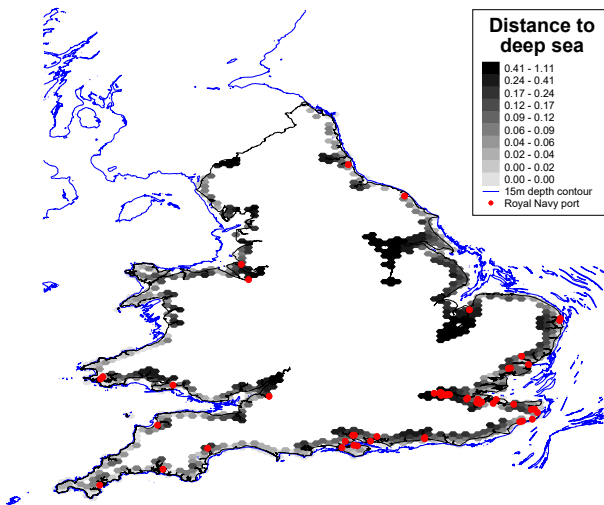 Distance to
deep sea
0.41 - 1.11
0.24 - 0.41
0.17 - 0.24
0.12 - 0.17
0.09 - 0.12
0.06 - 0.09
0.04 - 0.06
0.02 - 0.04
0.00 - 0.02
0.00 - 0.00
15m depth contour
Royal Navy port